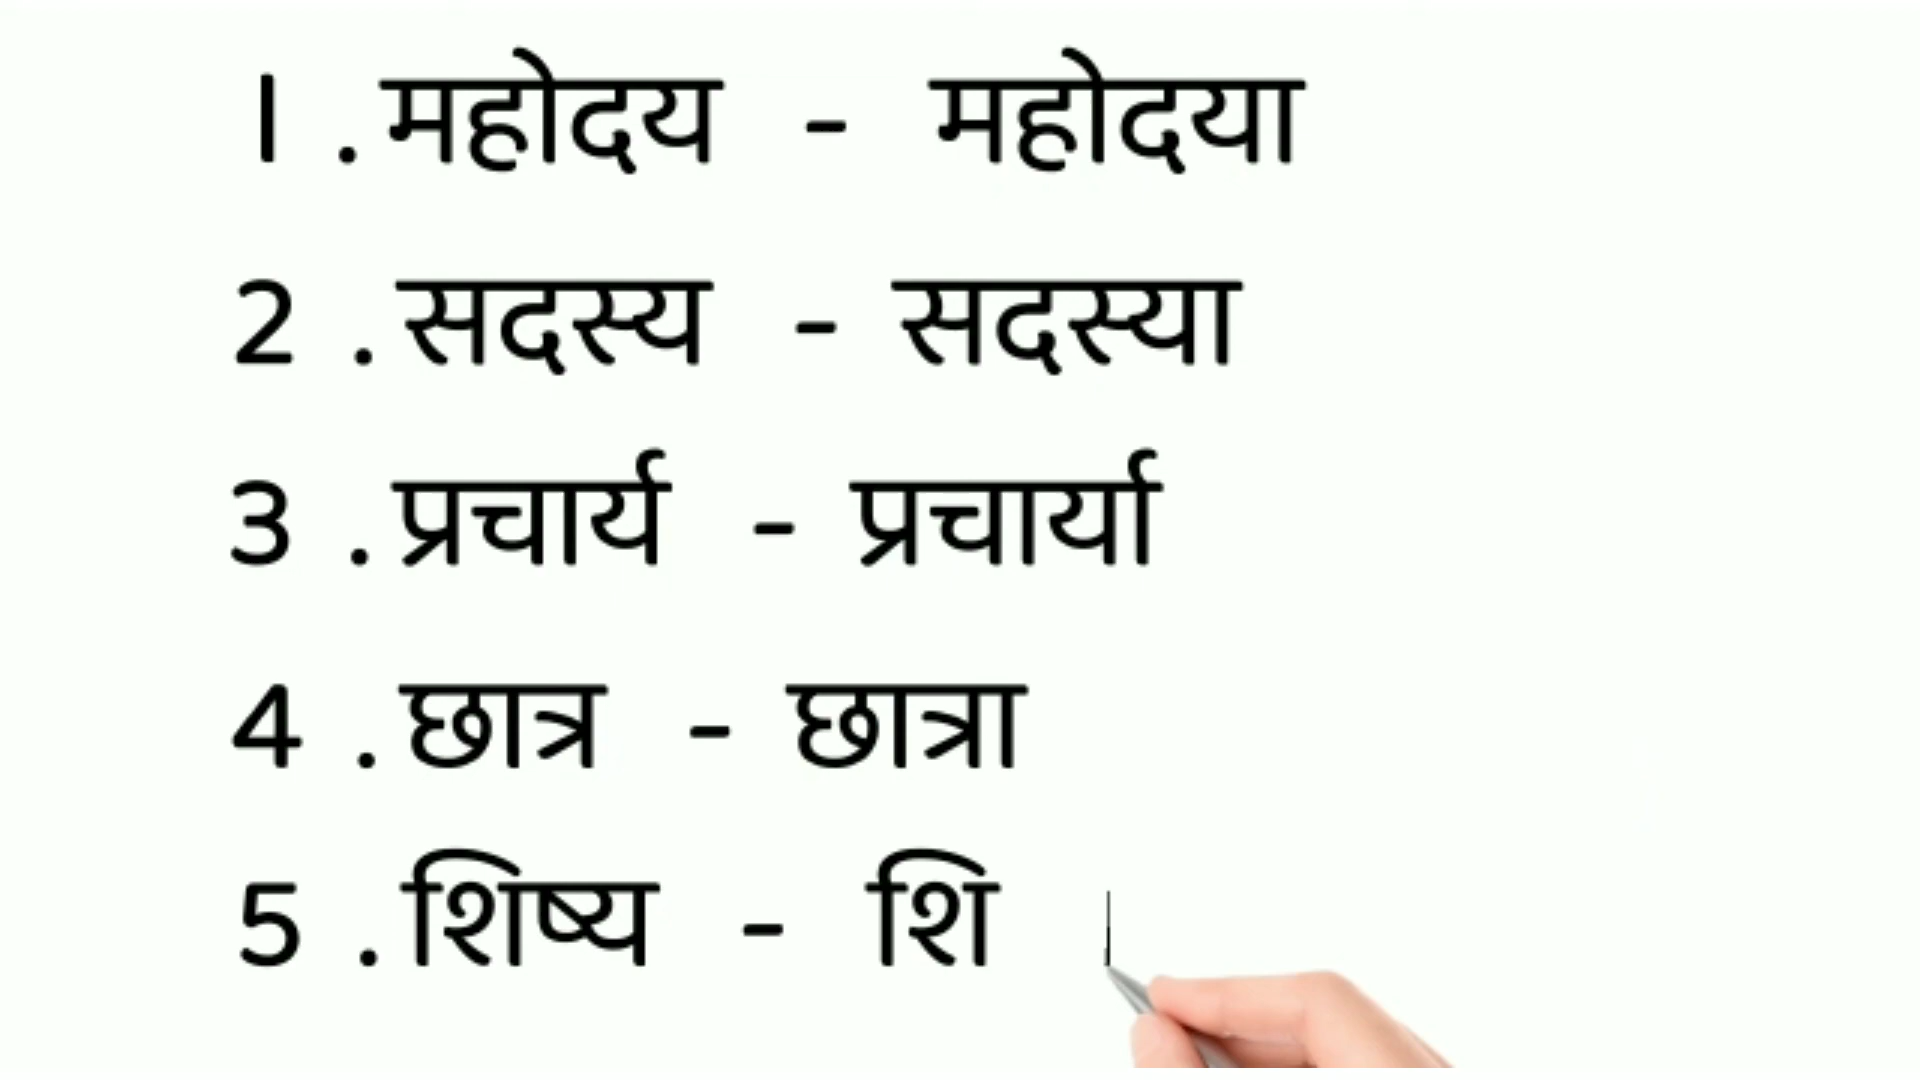 1 . महोदय - महोदया
2 . सदस्य - सदस्या
3 . प्रचार्य - प्रचार्या
4 . छात्र - छात्रा
5 . शिष्य - शि